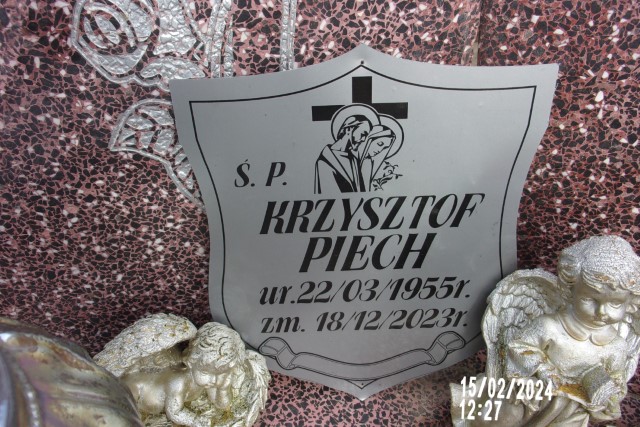 Ś. P.
KRZYSZTOF
PIECH
ur.22/03/1955r.
zm. 18/12/2023r.
15/02/2024
12:27